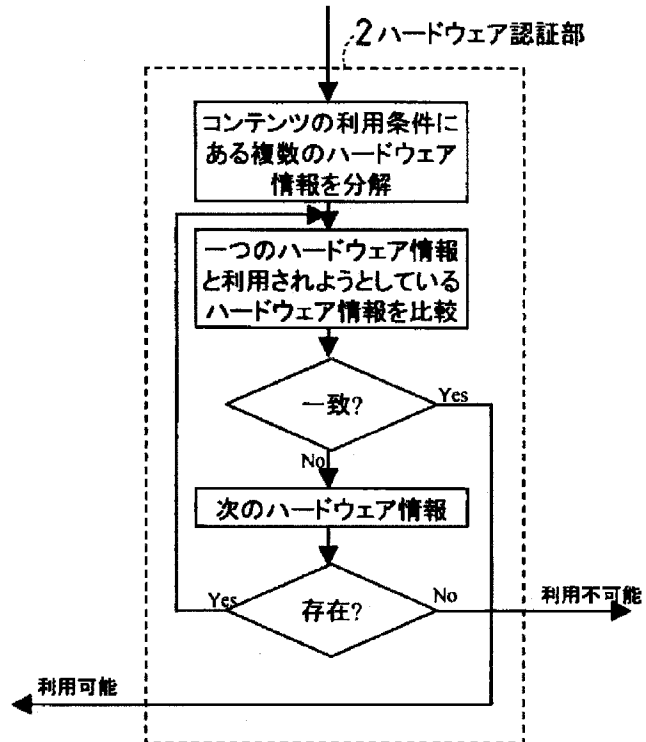 2ハードウェア認証部
コンテンツの利用条件に
ある複数のハードウェア
情報を分解
一つのハードウェア情報
と利用されようとしている
ハードウェア情報を比較
一致?
Yes
No
次のハードウェア情報
Yes
存在?
No
利用不可能
利用可能